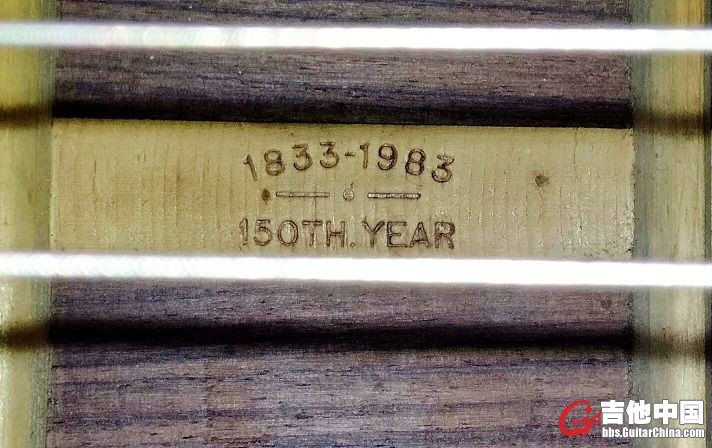 1833-1983
150TH. YEAR
吉他中国
bbs.GuitarChina.com